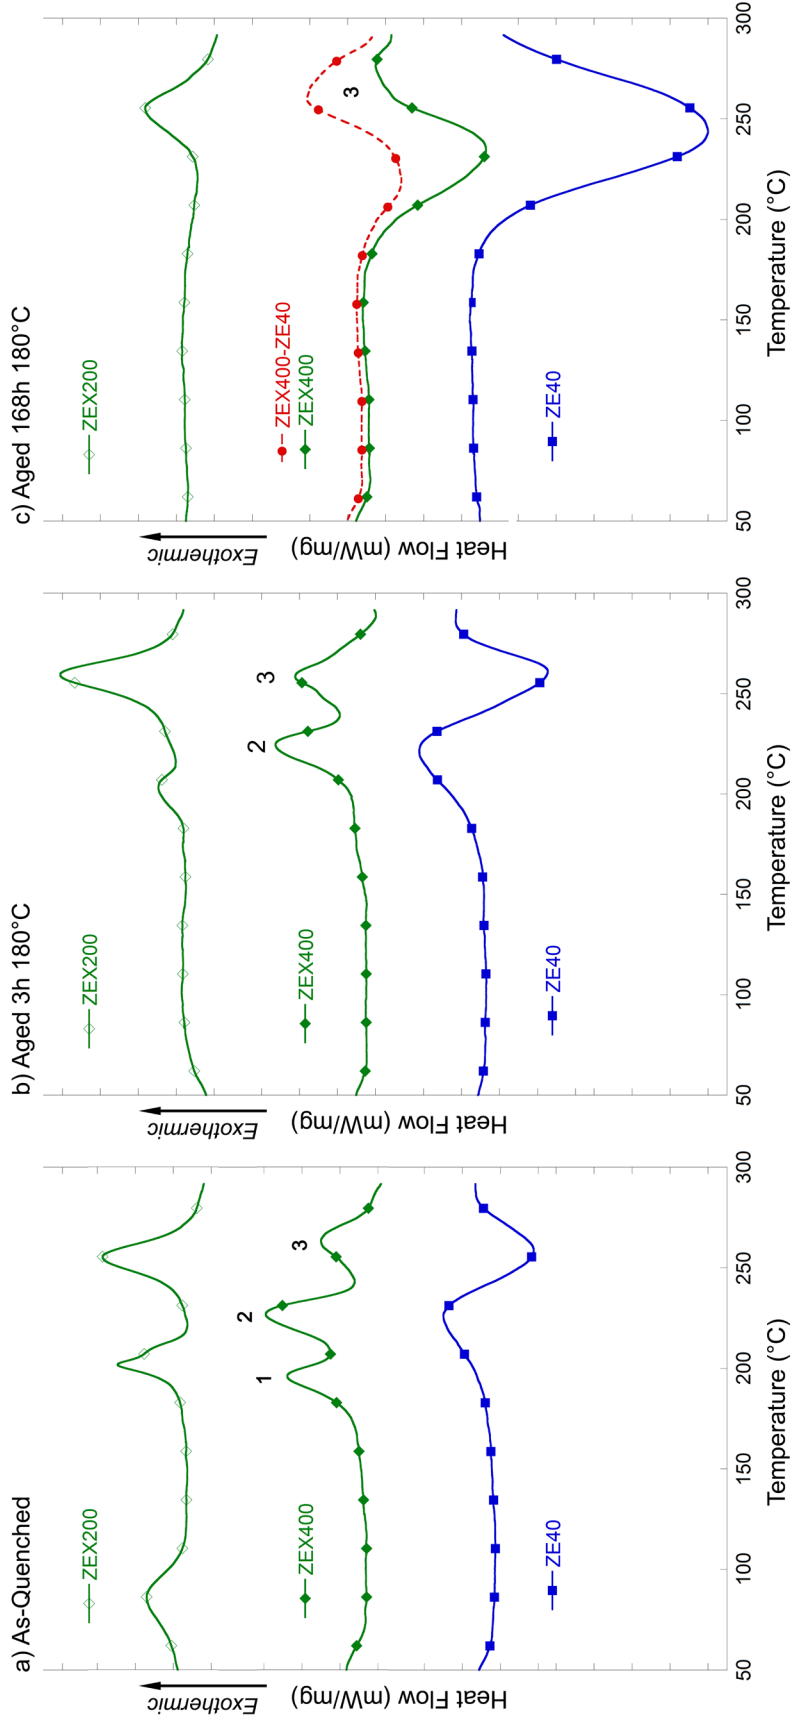 a) As-Quenched
Exothermic
Heat Flow (mW/mg)
ZEX200
ZEX400
ZE40
1
2
3
50
100
150
200
250
300
Temperature (°C)
b) Aged 3h 180°C
Exothermic
Heat Flow (mW/mg)
ZEX200
ZEX400
ZE40
2
3
50
100
150
200
250
300
Temperature (°C)
c) Aged 168h 180°C
Exothermic
Heat Flow (mW/mg)
ZEX200
ZEX400-ZE40
ZEX400
ZE40
3
50
100
150
200
250
300
Temperature (°C)